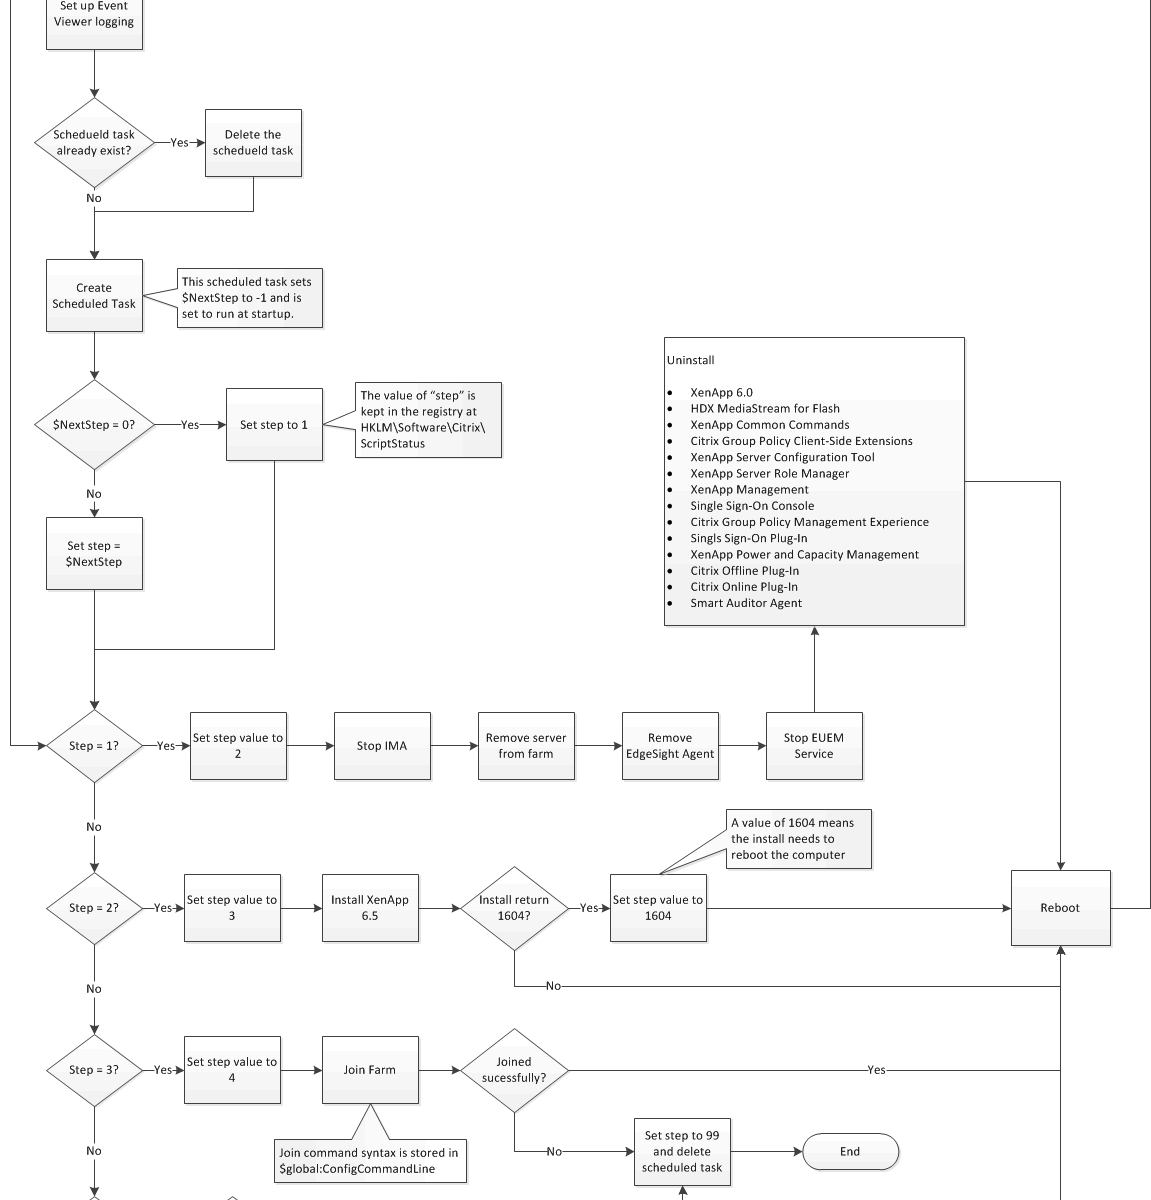 Set up Event
Viewer logging
Schedueld task
already exist?
Yes
Delete the
schedueld task
No
Create
Scheduled Task
This scheduled task sets
$NextStep to -1 and is
set to run at startup.
$NextStep = 0?
Yes
Set step to 1
The value of “step” is
kept in the registry at
HKLM\Software\Citrix\
ScriptStatus
No
Set step =
$NextStep
Uninstall
• XenApp 6.0
• HDX MediaStream for Flash
• XenApp Common Commands
• Citrix Group Policy Client-Side Extensions
• XenApp Server Configuration Tool
• XenApp Server Role Manager
• XenApp Management
• Single Sign-On Console
• Citrix Group Policy Management Experience
• Singls Sign-On Plug-In
• XenApp Power and Capacity Management
• Citrix Offline Plug-In
• Citrix Online Plug-In
• Smart Auditor Agent
Step = 1?
Yes
Set step value to
2
Stop IMA
Remove server
from farm
Remove
EdgeSight Agent
Stop EUEM
Service
No
A value of 1604 means
the install needs to
reboot the computer
Step = 2?
Yes
Set step value to
3
Install XenApp
6.5
Install return
1604?
Yes
Set step value to
1604
Reboot
No
No
Step = 3?
Yes
Set step value to
4
Join Farm
Joined
sucessfully?
Yes
Join command syntax is stored in
$global:ConfigCommandLine
No
No
Set step to 99
and delete
scheduled task
End